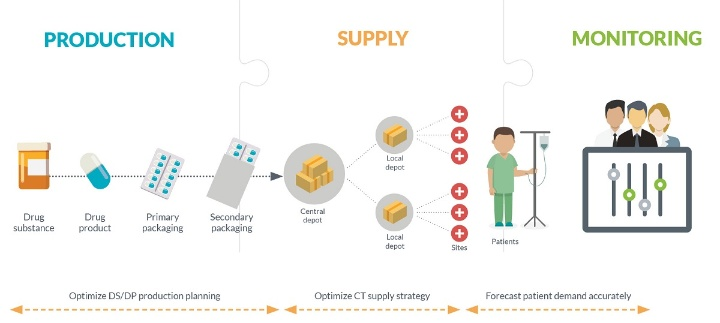 PRODUCTION
SUPPLY
MONITORING
Drug
substance
Drug
product
Primary
packaging
Secondary
packaging
Central
depot
Local
depot
Local
depot
Sites
Patients
Optimize DS/DP production planning
Optimize CT supply strategy
Forecast patient demand accurately